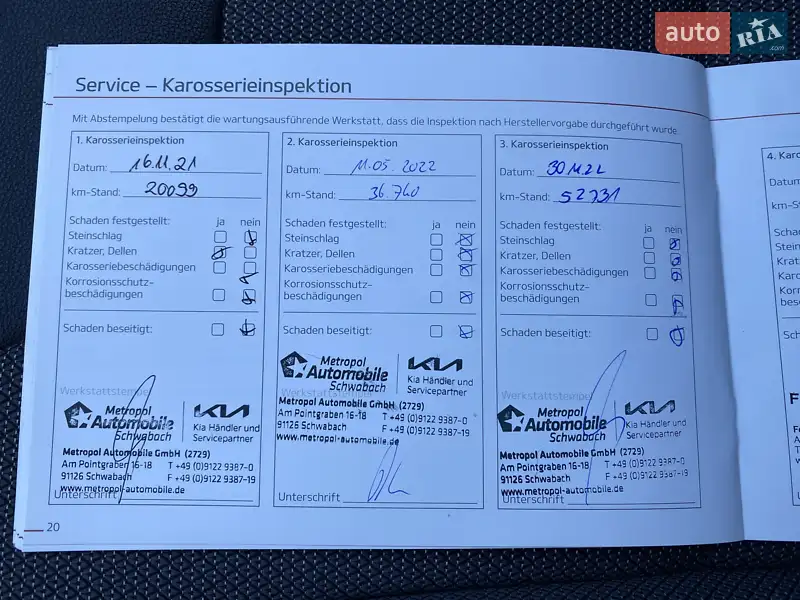 auto RIA .com
Service – Karosserieinspektion
Mit Abstempelung bestätigt die wartungsausführende Werkstatt, dass die Inspektion nach Herstellervorgabe durchgeführt wurde.
1. Karosserieinspektion
Datum: 16.11.21
km-Stand: 20099
Schaden festgestellt: ja nein
Steinschlag
Kratzer, Dellen
Karosseriebeschädigungen
Korrosionsschutz-
beschädigungen
Schaden beseitigt:
Werkstattstempel
Metropol
Automobile
Schwabach
KIA
Kia Händler und
Servicepartner
Metropol Automobile GmbH (2729)
Am Pointgraben 16-18 T +49 (0)9122 9387-0
91126 Schwabach F +49 (0)9122 9387-19
www.metropol-automobile.de
Unterschrift
2. Karosserieinspektion
Datum: 11.05.2022
km-Stand: 36.740
Schaden festgestellt: ja nein
Steinschlag
Kratzer, Dellen
Karosseriebeschädigungen
Korrosionsschutz-
beschädigungen
Schaden beseitigt:
Metropol
Automobile
Schwabach
KIA
Kia Händler und
Servicepartner
Werkstattstempel
Metropol Automobile GmbH (2729)
Am Pointgraben 16-18 T +49 (0)9122 9387-0
91126 Schwabach F +49 (0)9122 9387-19
www.metropol-automobile.de
Unterschrift
3. Karosserieinspektion
Datum: 30.11.22
km-Stand: 52731
Schaden festgestellt: ja nein
Steinschlag
Kratzer, Dellen
Karosseriebeschädigungen
Korrosionsschutz-
beschädigungen
Schaden beseitigt:
Werkstattstempel
Metropol
Automobile
Schwabach
KIA
Kia Händler und
Servicepartner
Metropol Automobile GmbH (2729)
Am Pointgraben 16-18 T +49 (0)9122 9387-0
91126 Schwabach F +49 (0)9122 9387-19
www.metropol-automobile.de
Unterschrift
20